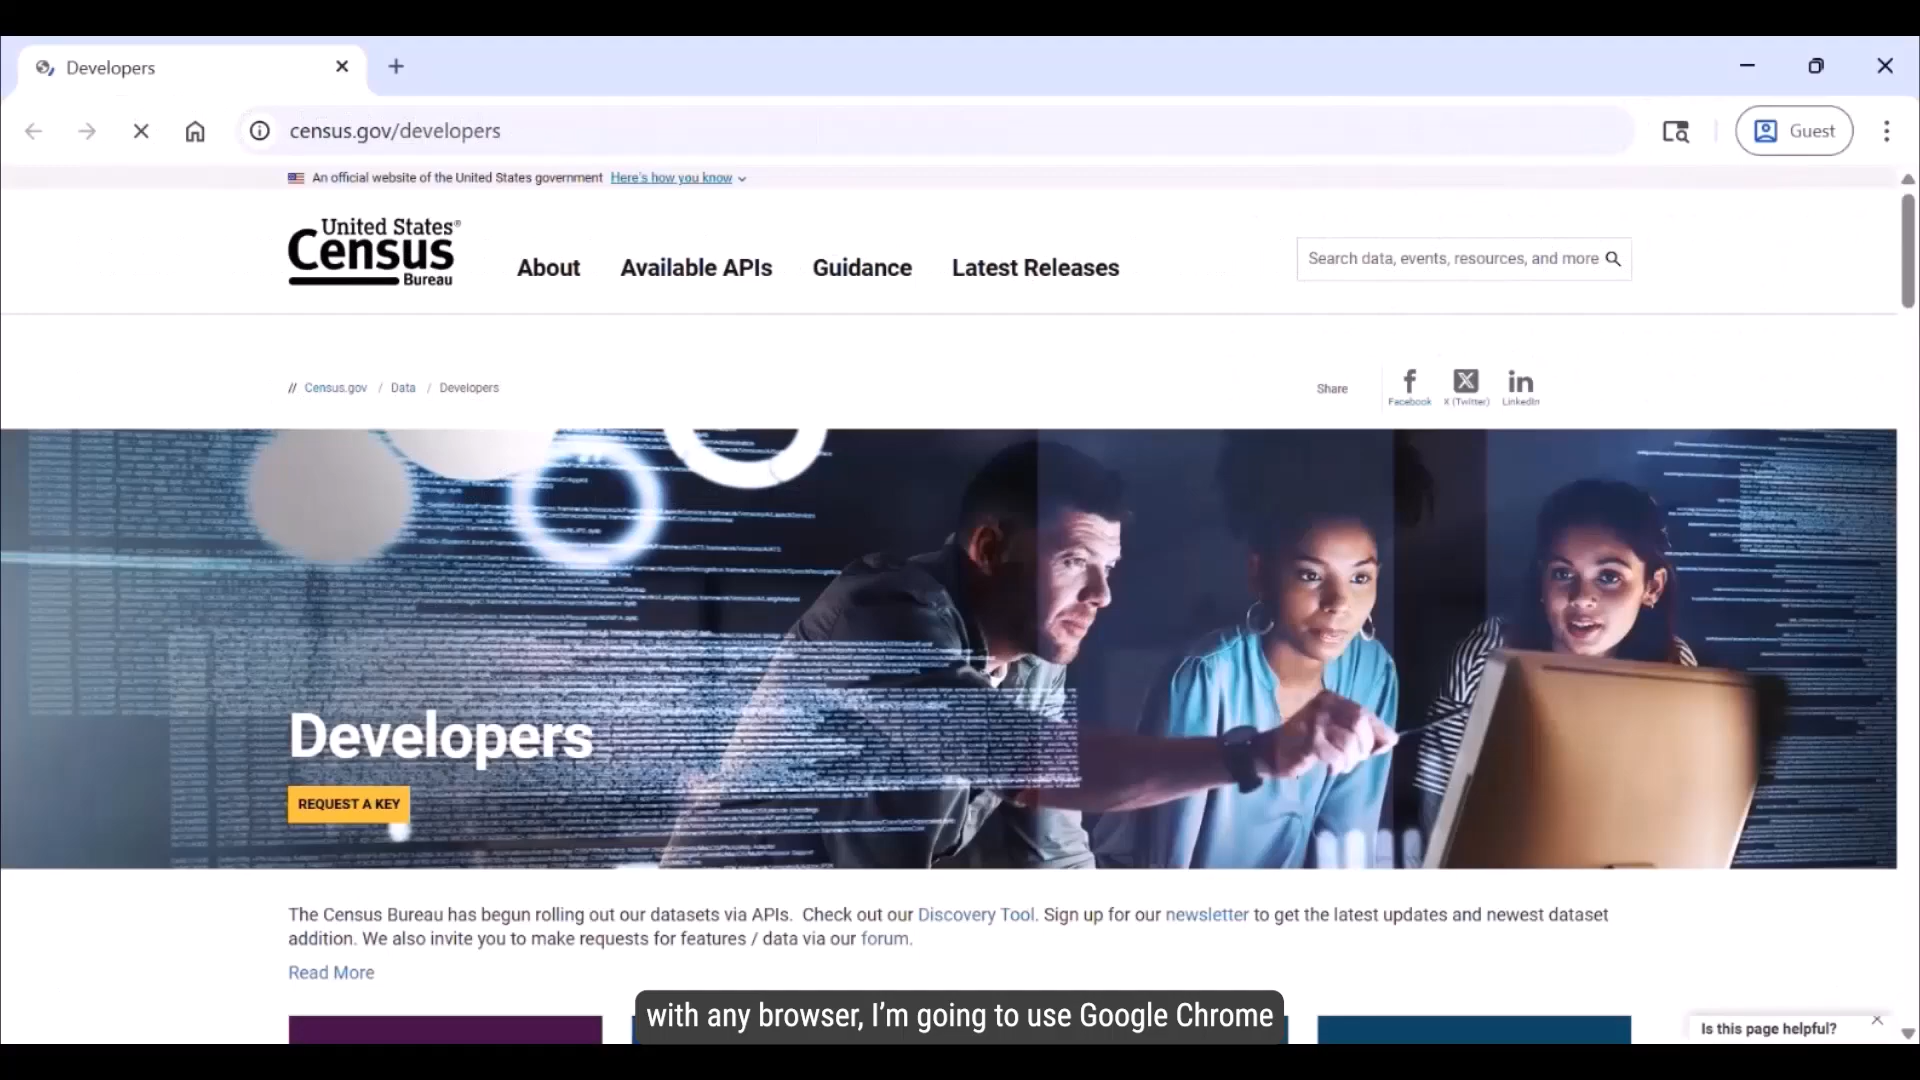 Developers
census.gov/developers
Guest
An official website of the United States government Here's how you know
United States®
Census
Bureau
About Available APIs Guidance Latest Releases
Search data, events, resources, and more
// Census.gov / Data / Developers
Share
Facebook X (Twitter) LinkedIn
Developers
REQUEST A KEY
The Census Bureau has begun rolling out our datasets via APIs. Check out our Discovery Tool. Sign up for our newsletter to get the latest updates and newest dataset
addition. We also invite you to make requests for features / data via our forum.
Read More
with any browser, I'm going to use Google Chrome
Is this page helpful?